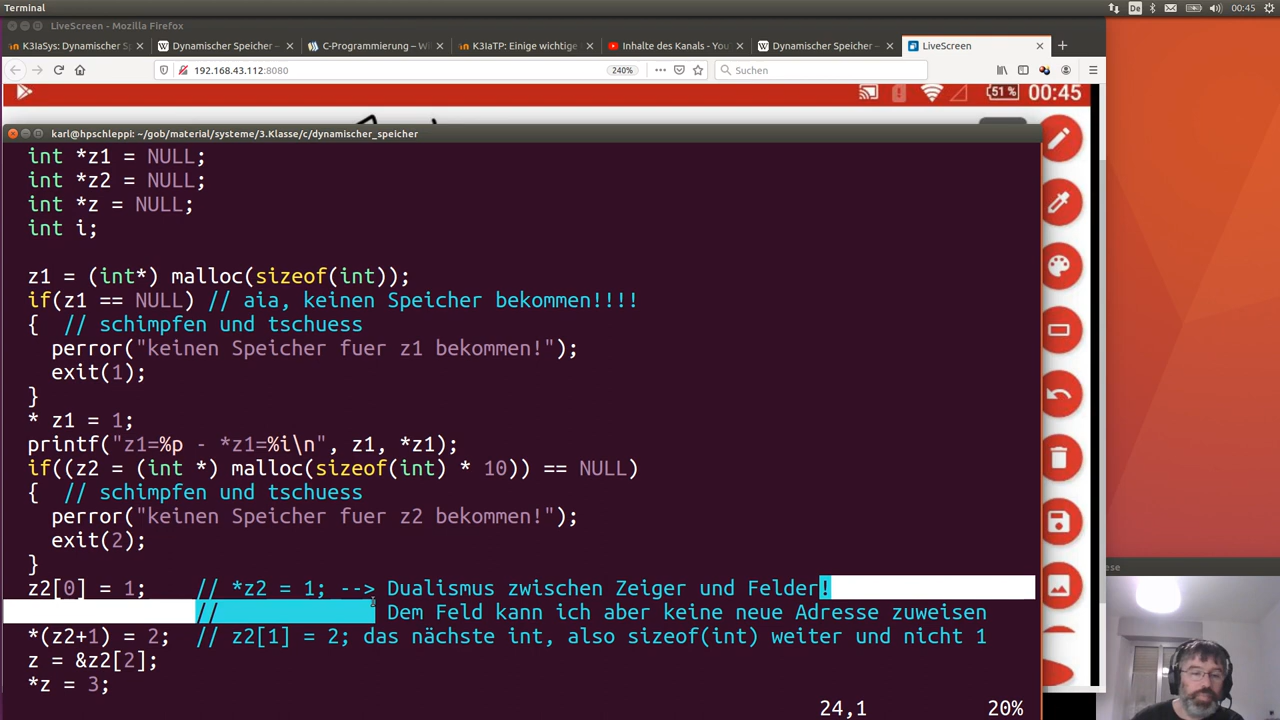 Terminal
De
00:45
LiveScreen - Mozilla Firefox
K3IaSys: Dynamischer S
Dynamischer Speicher –
C-Programmierung – Wi
K3IaTP: Einige wichtige
Inhalte des Kanals - You
Dynamischer Speicher –
LiveScreen
192.168.43.112:8080
240%
Suchen
51 %
00:45
karl@hpschleppi: ~/gob/material/systeme/3.Klasse/c/dynamischer_speicher
int *z1 = NULL;
int *z2 = NULL;
int *z = NULL;
int i;
z1 = (int*) malloc(sizeof(int));
if(z1 == NULL) // aia, keinen Speicher bekommen!!!!
{  // schimpfen und tschuess
perror("keinen Speicher fuer z1 bekommen!");
exit(1);
}
* z1 = 1;
printf("z1=%p - *z1=%i\n", z1, *z1);
if((z2 = (int *) malloc(sizeof(int) * 10)) == NULL)
{  // schimpfen und tschuess
perror("keinen Speicher fuer z2 bekommen!");
exit(2);
}
z2[0] = 1;    // *z2 = 1; --> Dualismus zwischen Zeiger und Felder!
//              Dem Feld kann ich aber keine neue Adresse zuweisen
*(z2+1) = 2;  // z2[1] = 2; das nächste int, also sizeof(int) weiter und nicht 1
z = &z2[2];
*z = 3;
24,1          20%